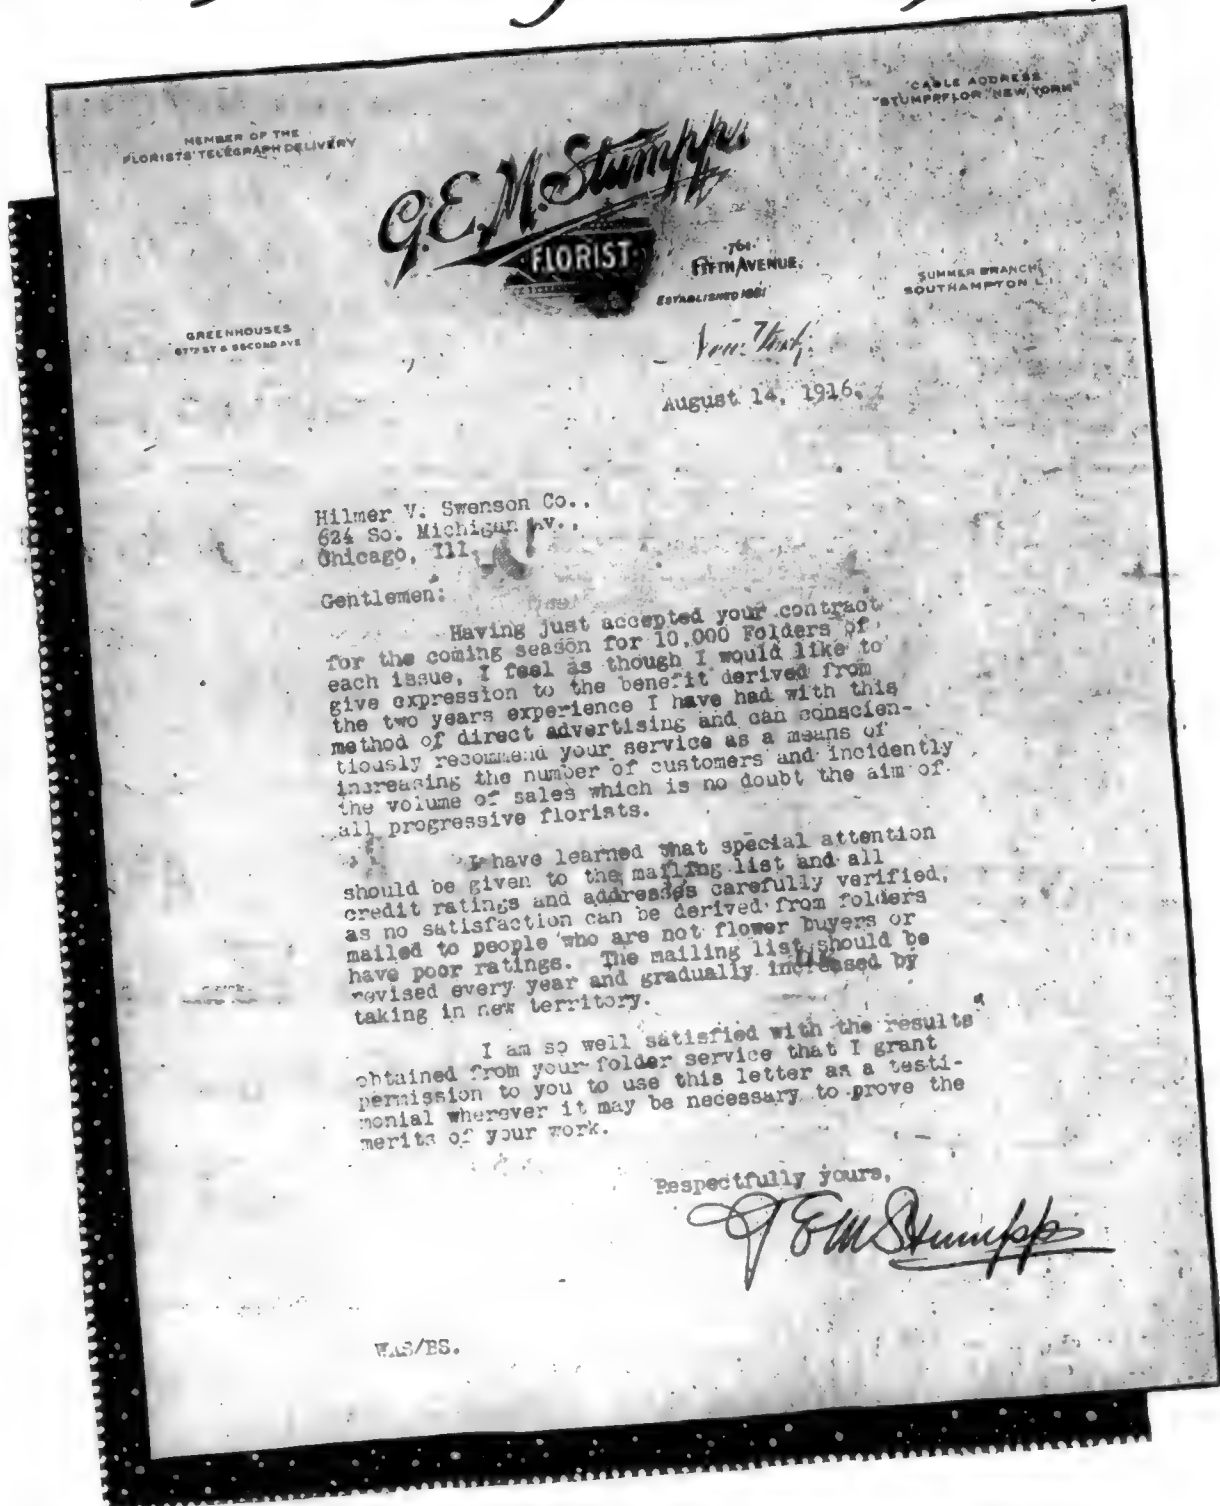 MEMBER OF THE
FLORISTS' TELEGRAPH DELIVERY
CABLE ADDRESS
"STUMPPFLOR, NEW YORK"
G.E.M. Stumpp.
FLORIST
761
FIFTH AVENUE.
ESTABLISHED 1881
SUMMER BRANCH
SOUTHAMPTON L.I.
GREENHOUSES
67TH ST & SECOND AVE
New York,
August 14, 1916.
Hilmer V. Swenson Co.,
624 So. Michigan Av.,
Chicago, Ill.
Gentlemen:
Having just accepted your contract
for the coming season for 10,000 Folders of
each issue, I feel as though I would like to
give expression to the benefit derived from
the two years experience I have had with this
method of direct advertising and can conscien-
tiously recommend your service as a means of
increasing the number of customers and incidently
the volume of sales which is no doubt the aim of
all progressive florists.
I have learned that special attention
should be given to the mailing list and all
credit ratings and addresses carefully verified,
as no satisfaction can be derived from folders
mailed to people who are not flower buyers or
have poor ratings. The mailing list should be
revised every year and gradually increased by
taking in new territory.
I am so well satisfied with the results
obtained from your folder service that I grant
permission to you to use this letter as a testi-
monial wherever it may be necessary to prove the
merits of your work.
Respectfully yours,
G E M Stumpp
WAS/BS.